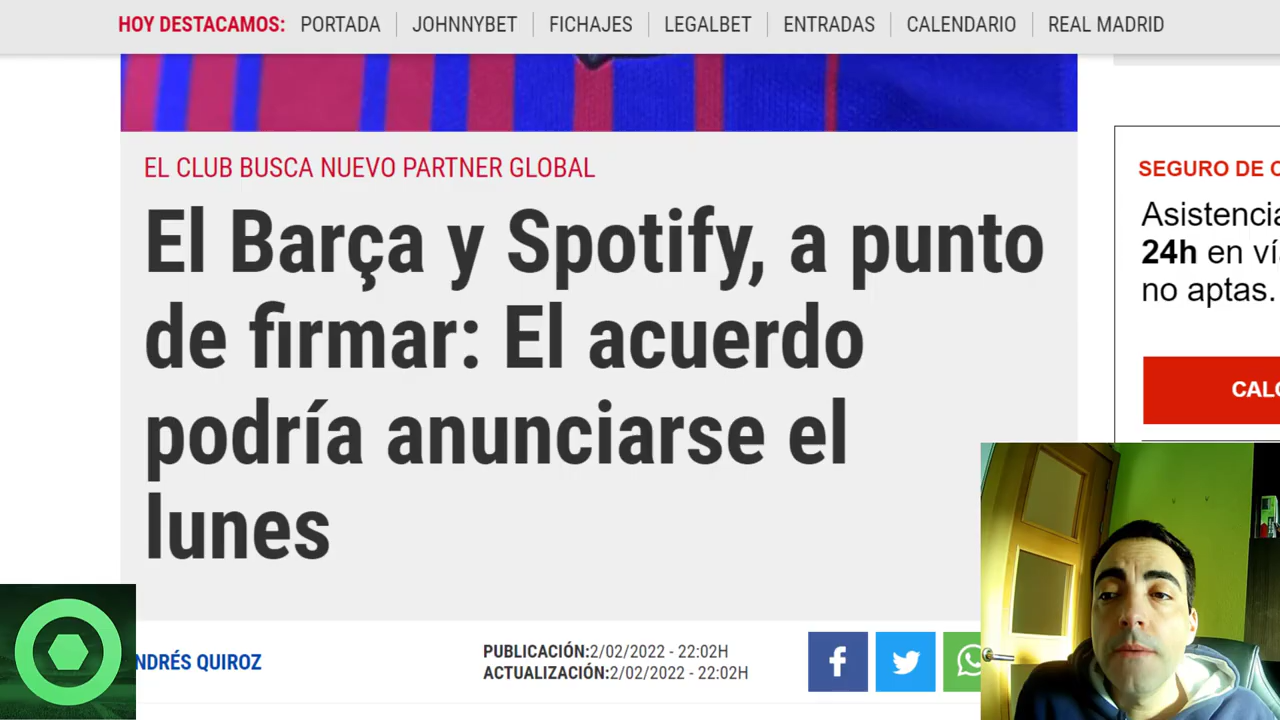 HOY DESTACAMOS: PORTADA JOHNNYBET FICHAJES LEGALBET ENTRADAS CALENDARIO REAL MADRID
EL CLUB BUSCA NUEVO PARTNER GLOBAL
El Barça y Spotify, a punto
de firmar: El acuerdo
podría anunciarse el
lunes
NDRÉS QUIROZ
PUBLICACIÓN:2/02/2022 - 22:02H
ACTUALIZACIÓN:2/02/2022 - 22:02H
SEGURO DE
Asistencia
24h en ví
no aptas.
CALC